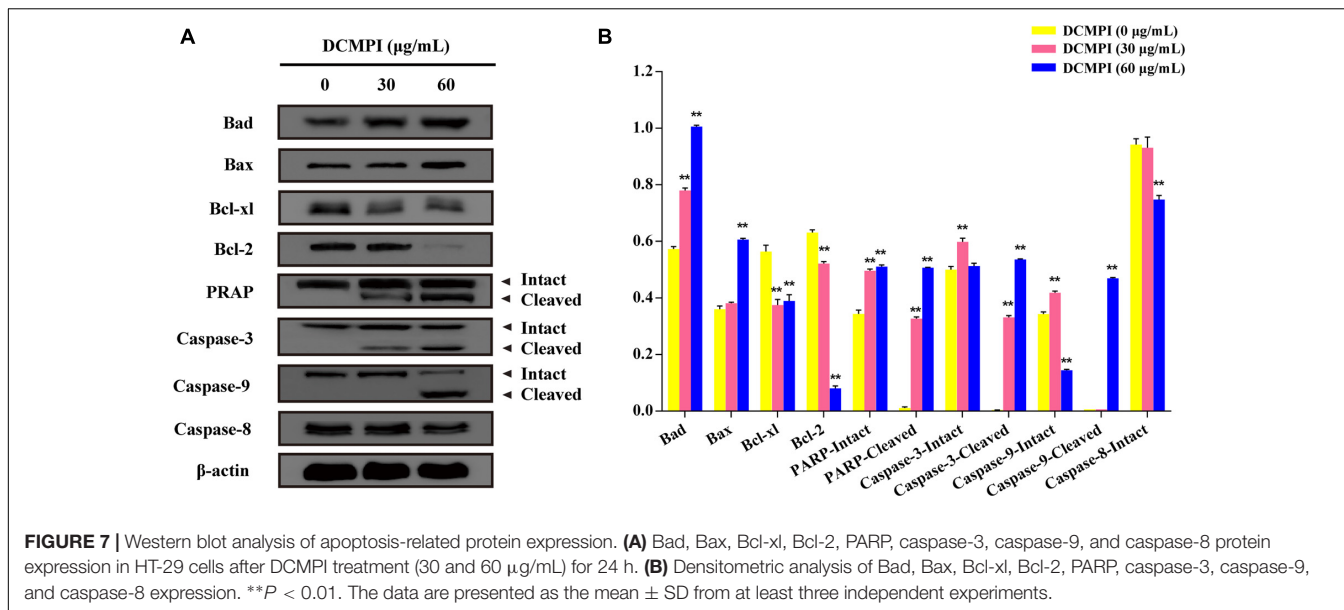 A
DCMPI (μg/mL)
0 30 60
Bad
Bax
Bcl-xl
Bcl-2
PRAP
Intact
Cleaved
Caspase-3
Intact
Cleaved
Caspase-9
Intact
Cleaved
Caspase-8
β-actin
B
DCMPI (0 μg/mL)
DCMPI (30 μg/mL)
DCMPI (60 μg/mL)
1.2
1.0
0.8
0.6
0.4
0.2
0.0
** ** ** ** ** ** ** ** ** ** ** ** ** ** ** ** ** ** **
Bad
Bax
Bcl-xl
Bcl-2
PARP-Intact
PARP-Cleaved
Caspase-3-Intact
Caspase-3-Cleaved
Caspase-9-Intact
Caspase-9-Cleaved
Caspase-8-Intact
FIGURE 7 | Western blot analysis of apoptosis-related protein expression. (A) Bad, Bax, Bcl-xl, Bcl-2, PARP, caspase-3, caspase-9, and caspase-8 protein
expression in HT-29 cells after DCMPI treatment (30 and 60 μg/mL) for 24 h. (B) Densitometric analysis of Bad, Bax, Bcl-xl, Bcl-2, PARP, caspase-3, caspase-9,
and caspase-8 expression. **P < 0.01. The data are presented as the mean ± SD from at least three independent experiments.